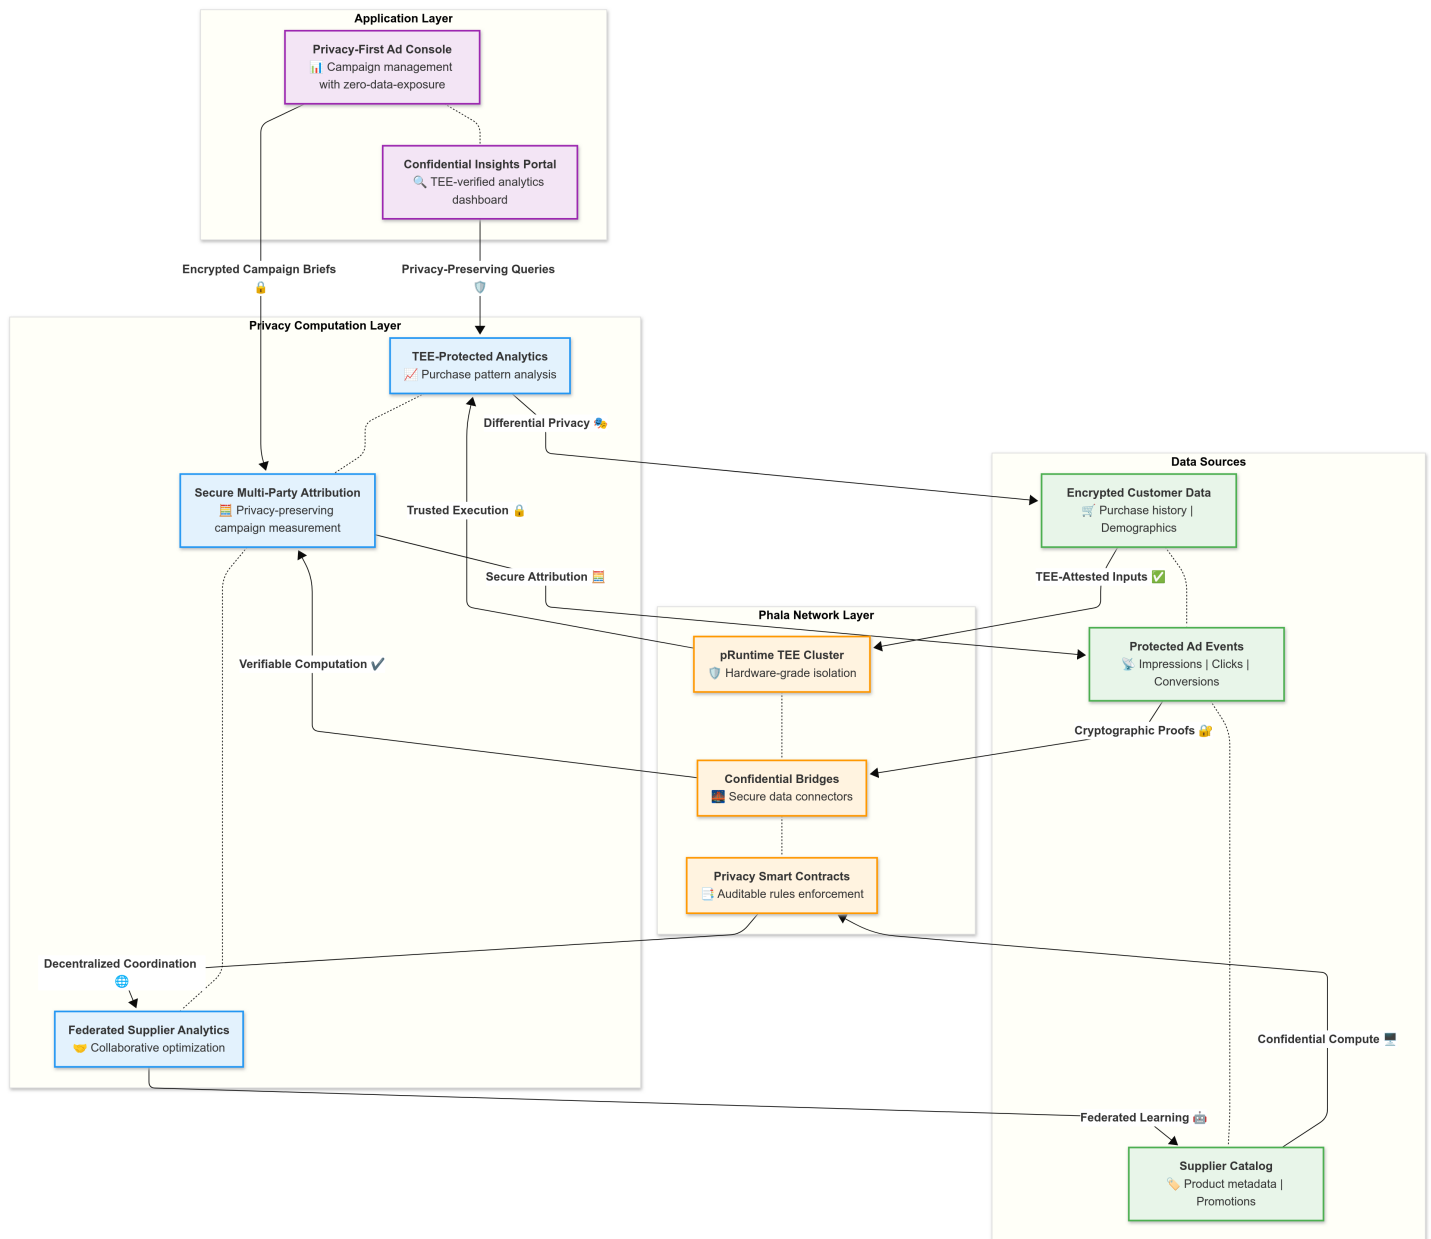 Application Layer
Privacy-First Ad Console
📊 Campaign management
with zero-data-exposure
Confidential Insights Portal
🔍 TEE-verified analytics
dashboard
Encrypted Campaign Briefs
🔒
Privacy-Preserving Queries
🛡️
Privacy Computation Layer
TEE-Protected Analytics
📈 Purchase pattern analysis
Differential Privacy 🎭
Secure Multi-Party Attribution
🧮 Privacy-preserving
campaign measurement
Trusted Execution 🔒
Secure Attribution 🧮
Verifiable Computation ✔️
Data Sources
Encrypted Customer Data
🛒 Purchase history |
Demographics
TEE-Attested Inputs ✅
Phala Network Layer
pRuntime TEE Cluster
🛡️ Hardware-grade isolation
Protected Ad Events
📡 Impressions | Clicks |
Conversions
Cryptographic Proofs 🔐
Confidential Bridges
🌉 Secure data connectors
Privacy Smart Contracts
📑 Auditable rules enforcement
Decentralized Coordination
🌐
Federated Supplier Analytics
🤝 Collaborative optimization
Confidential Compute 🖥️
Federated Learning 🤖
Supplier Catalog
🏷️ Product metadata |
Promotions